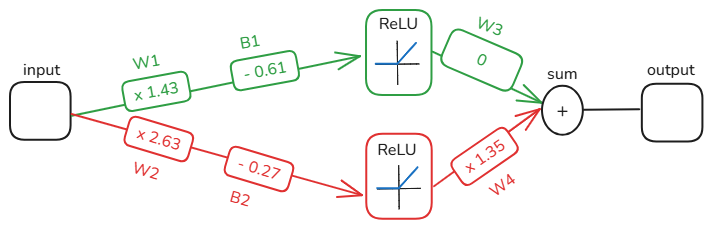 input
W1
x 1.43
B1
- 0.61
ReLU
W3
0
sum
+
output
x 2.63
W2
- 0.27
B2
ReLU
x 1.35
W4